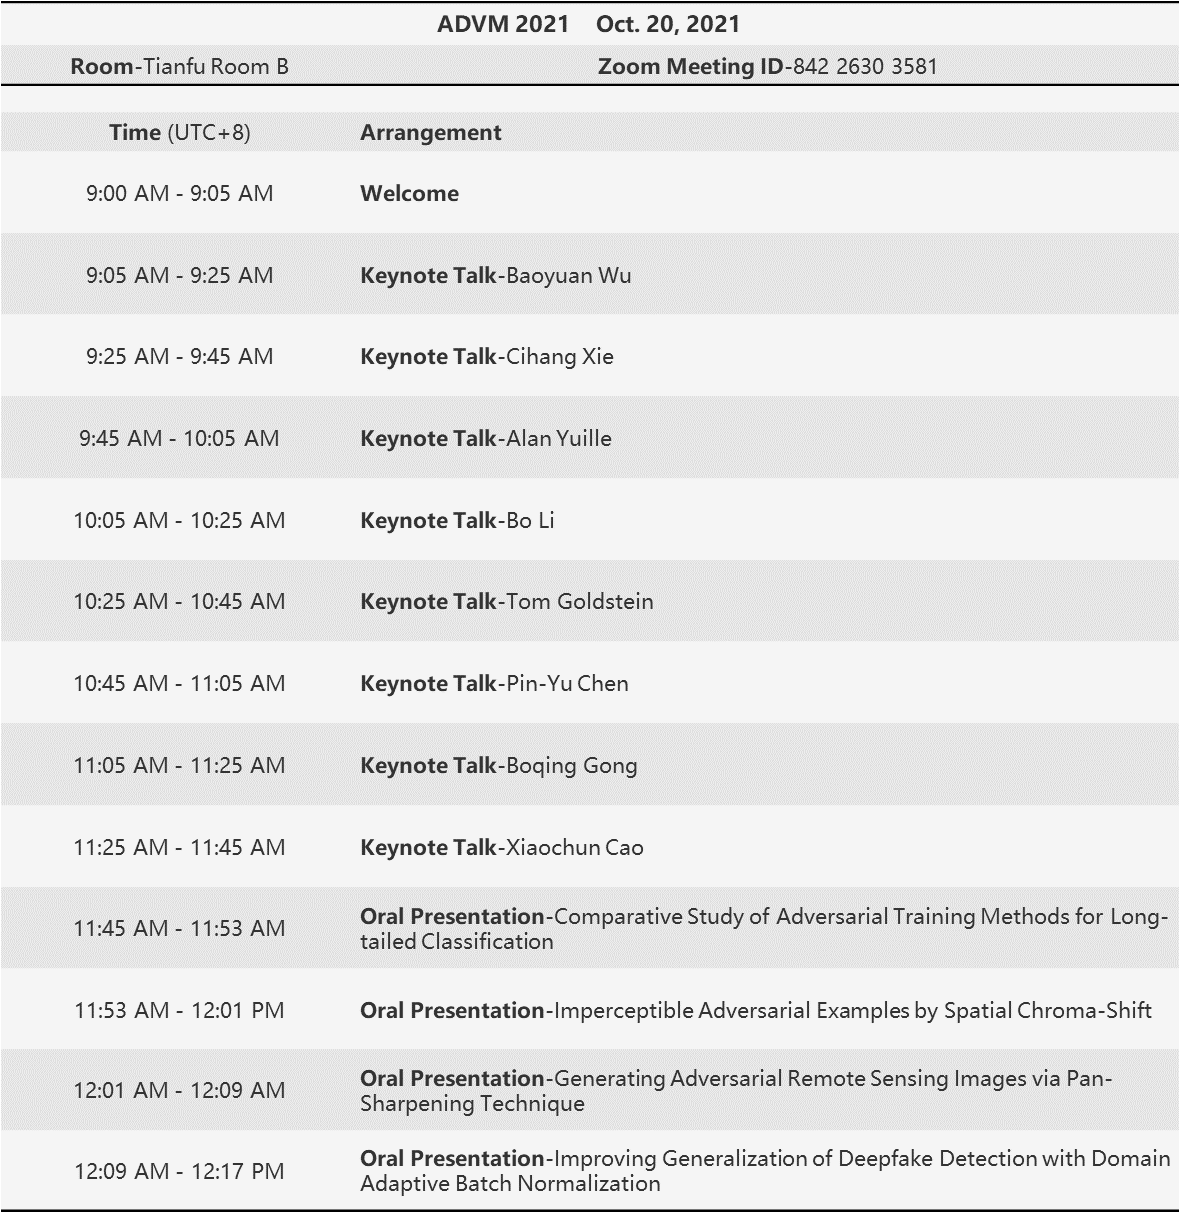 ADVM 2021 Oct. 20, 2021
Room-Tianfu Room B Zoom Meeting ID-842 2630 3581
Time (UTC+8) Arrangement
9:00 AM - 9:05 AM Welcome
9:05 AM - 9:25 AM Keynote Talk-Baoyuan Wu
9:25 AM - 9:45 AM Keynote Talk-Cihang Xie
9:45 AM - 10:05 AM Keynote Talk-Alan Yuille
10:05 AM - 10:25 AM Keynote Talk-Bo Li
10:25 AM - 10:45 AM Keynote Talk-Tom Goldstein
10:45 AM - 11:05 AM Keynote Talk-Pin-Yu Chen
11:05 AM - 11:25 AM Keynote Talk-Boqing Gong
11:25 AM - 11:45 AM Keynote Talk-Xiaochun Cao
11:45 AM - 11:53 AM Oral Presentation-Comparative Study of Adversarial Training Methods for Long-
tailed Classification
11:53 AM - 12:01 PM Oral Presentation-Imperceptible Adversarial Examples by Spatial Chroma-Shift
12:01 AM - 12:09 AM Oral Presentation-Generating Adversarial Remote Sensing Images via Pan-
Sharpening Technique
12:09 AM - 12:17 PM Oral Presentation-Improving Generalization of Deepfake Detection with Domain
Adaptive Batch Normalization